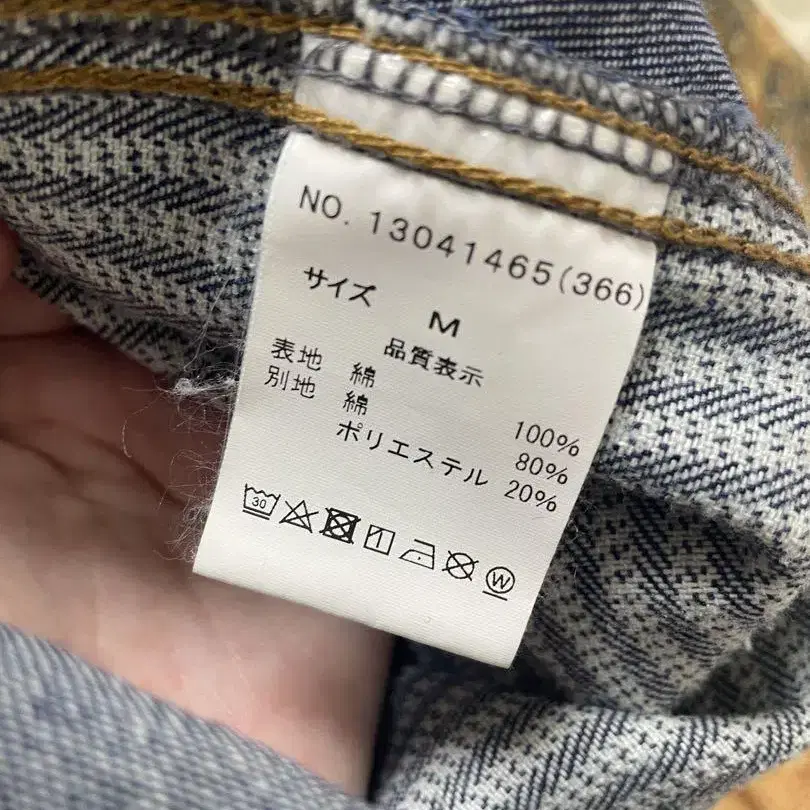 NO. 13041465(366)
サイズ M
品質表示
表地 綿 100%
別地 綿 80%
ポリエステル 20%
30
W